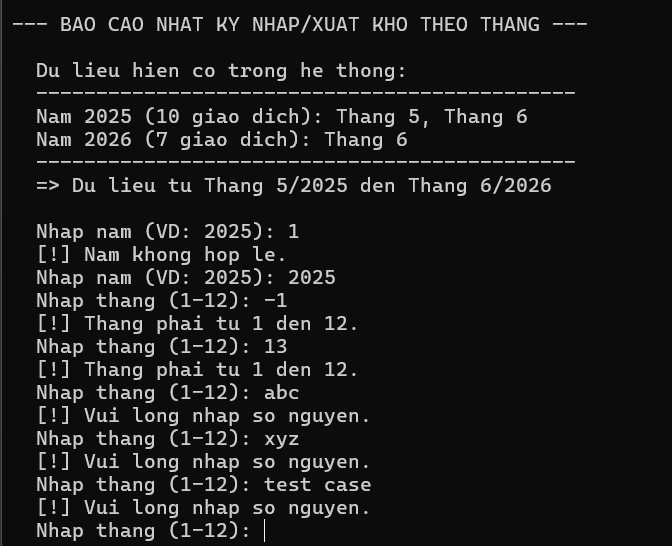 --- BAO CAO NHAT KY NHAP/XUAT KHO THEO THANG ---
Du lieu hien co trong he thong:
---------------------------------------------
Nam 2025 (10 giao dich): Thang 5, Thang 6
Nam 2026 (7 giao dich): Thang 6
---------------------------------------------
=> Du lieu tu Thang 5/2025 den Thang 6/2026
Nhap nam (VD: 2025): 1
[!] Nam khong hop le.
Nhap nam (VD: 2025): 2025
Nhap thang (1-12): -1
[!] Thang phai tu 1 den 12.
Nhap thang (1-12): 13
[!] Thang phai tu 1 den 12.
Nhap thang (1-12): abc
[!] Vui long nhap so nguyen.
Nhap thang (1-12): xyz
[!] Vui long nhap so nguyen.
Nhap thang (1-12): test case
[!] Vui long nhap so nguyen.
Nhap thang (1-12):